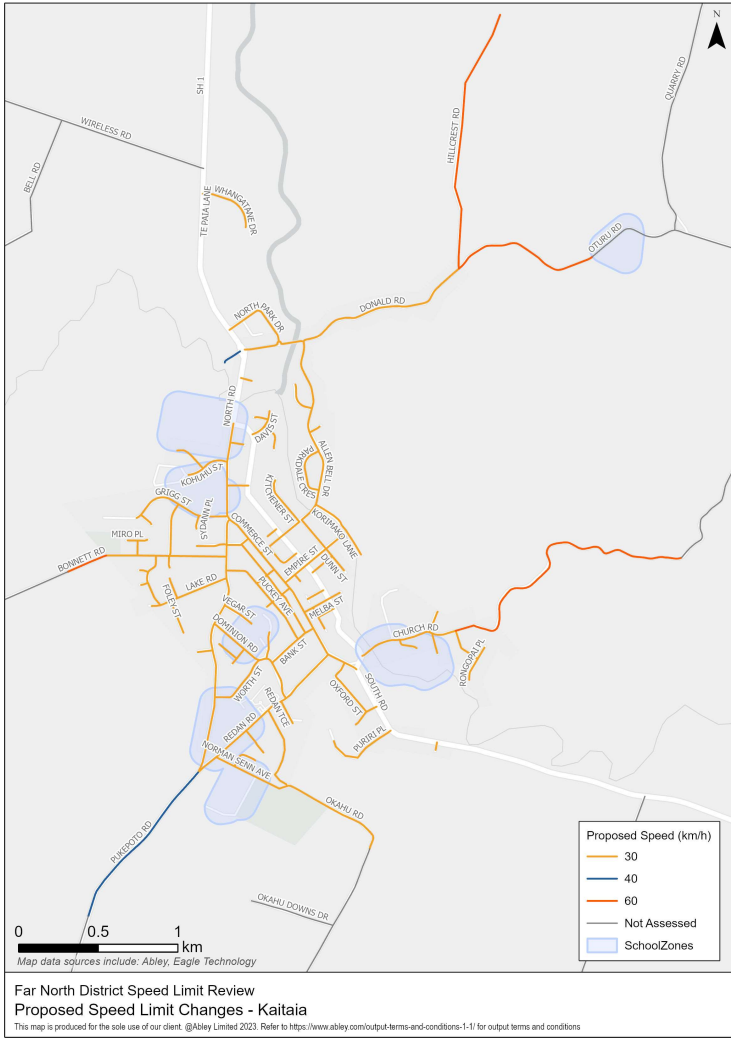 N
SH 1
QUARRY RD
WIRELESS RD
HILLCREST RD
BELL RD
WHANGATANE DR
TE PAIA LANE
OTURU RD
DONALD RD
NORTH PARK DR
NORTH RD
DAVIS ST
ALLEN BELL DR
PARKDALE CRES
KOHUHU ST
KITCHENER ST
GRIGG ST
SYDANN PL
KORIMAKO LANE
COMMERCE ST
MIRO PL
EMPIRE ST
DUNN ST
BONNETT RD
LAKE RD
PUCKEY AVE
FOLEY ST
VEGAR ST
MELBA ST
DOMINION RD
CHURCH RD
BANK ST
RONGOPAI PL
WORTH ST
OXFORD ST
SOUTH RD
REDAN TCE
REDAN RD
PURIRI PL
NORMAN SENN AVE
OKAHU RD
PUKEPOTO RD
OKAHU DOWNS DR
Proposed Speed (km/h)
30
40
60
Not Assessed
SchoolZones
0 0.5 1
km
Map data sources include: Abley, Eagle Technology
Far North District Speed Limit Review
Proposed Speed Limit Changes - Kaitaia
This map is produced for the sole use of our client. @Abley Limited 2023. Refer to https://www.abley.com/output-terms-and-conditions-1-1/ for output terms and conditions